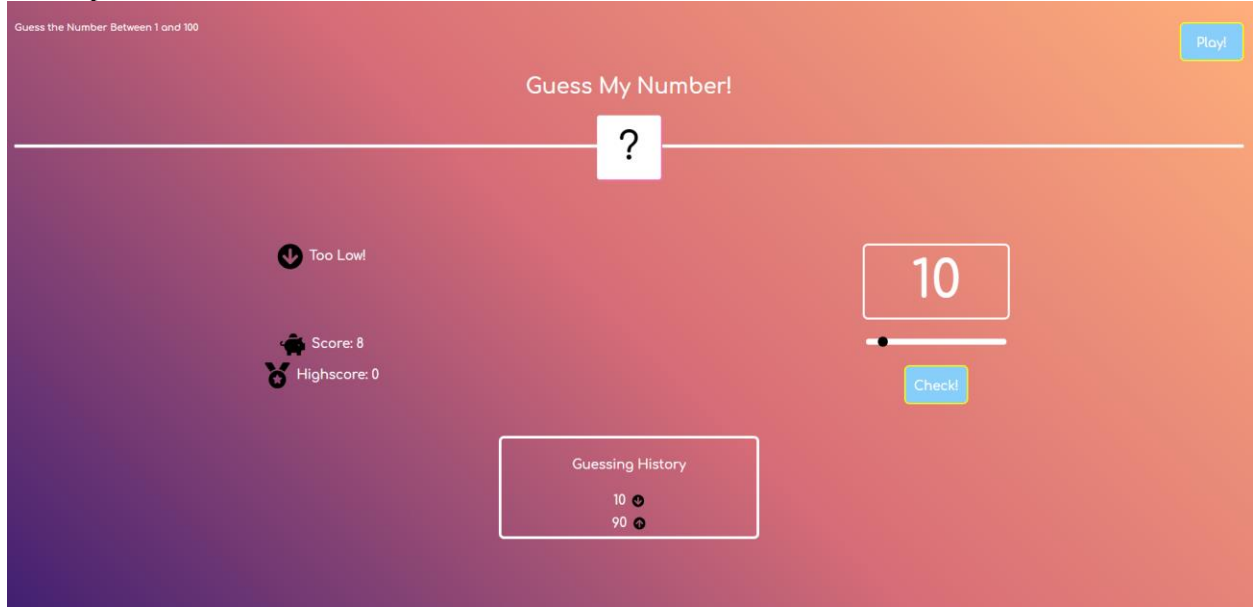 Guess the Number Between 1 and 100
Play!
Guess My Number!
?
Too Low!
10
Score: 8
Highscore: 0
Check!
Guessing History
10
90